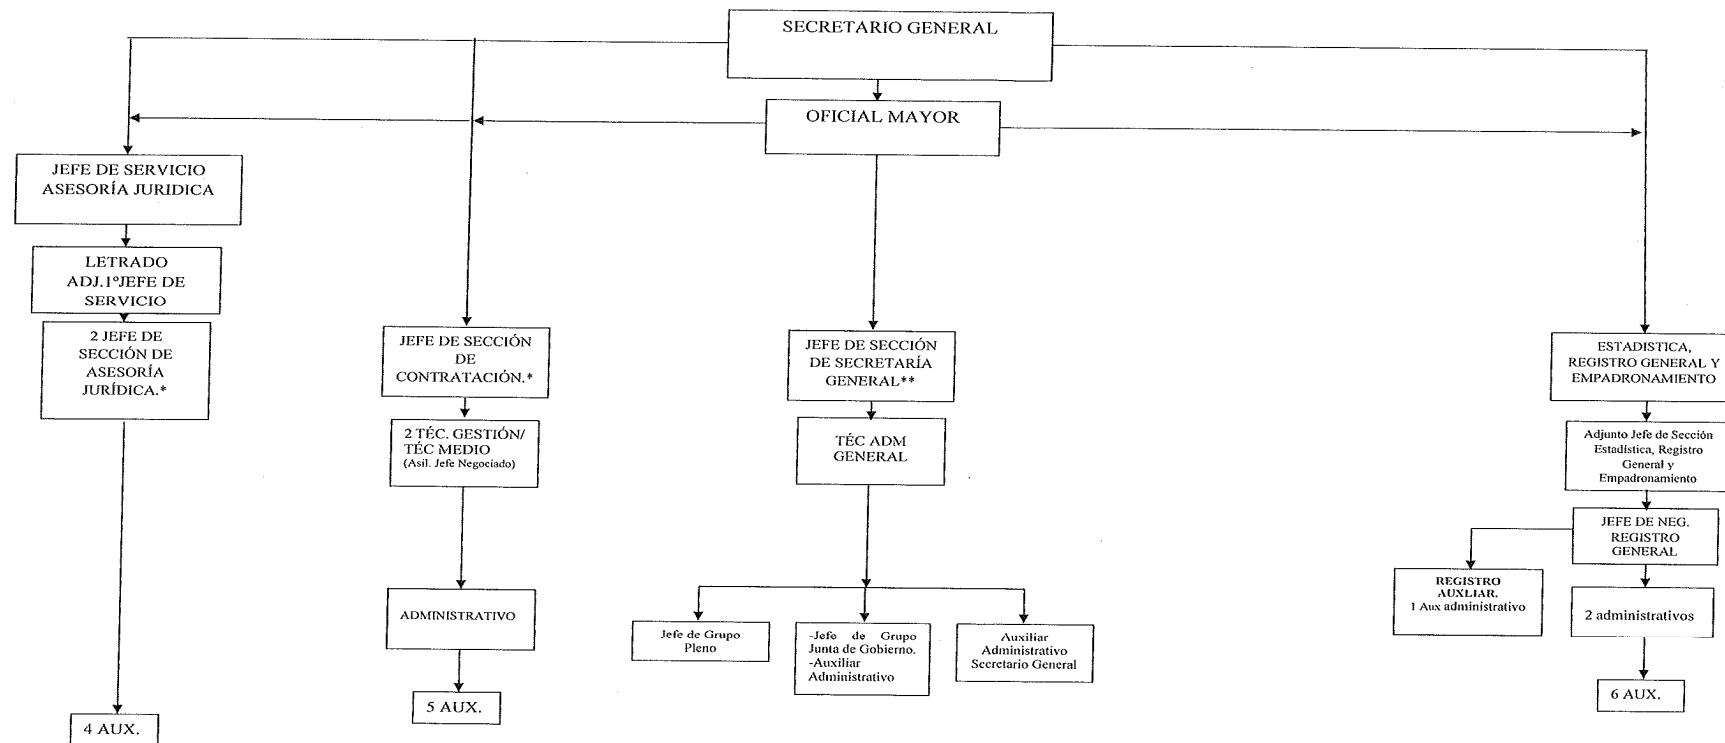 SECRETARIO GENERAL
OFICIAL MAYOR
JEFE DE SERVICIO
ASESORÍA JURIDICA
LETRADO
ADJ.1ºJEFE DE
SERVICIO
2 JEFE DE
SECCIÓN DE
ASESORÍA
JURÍDICA.*
4 AUX.
JEFE DE SECCIÓN
DE
CONTRATACIÓN.*
2 TÉC. GESTIÓN/
TÉC MEDIO
(Asil. Jefe Negociado)
ADMINISTRATIVO
5 AUX.
JEFE DE SECCIÓN
DE SECRETARÍA
GENERAL**
TÉC ADM
GENERAL
Jefe de Grupo
Pleno
-Jefe de Grupo
Junta de Gobierno.
-Auxiliar
Administrativo
Auxiliar
Administrativo
Secretario General
ESTADISTICA,
REGISTRO GENERAL Y
EMPADRONAMIENTO
Adjunto Jefe de Sección
Estadística, Registro
General y
Empadronamiento
JEFE DE NEG.
REGISTRO
GENERAL
REGISTRO
AUXLIAR.
1 Aux administrativo
2 administrativos
6 AUX.